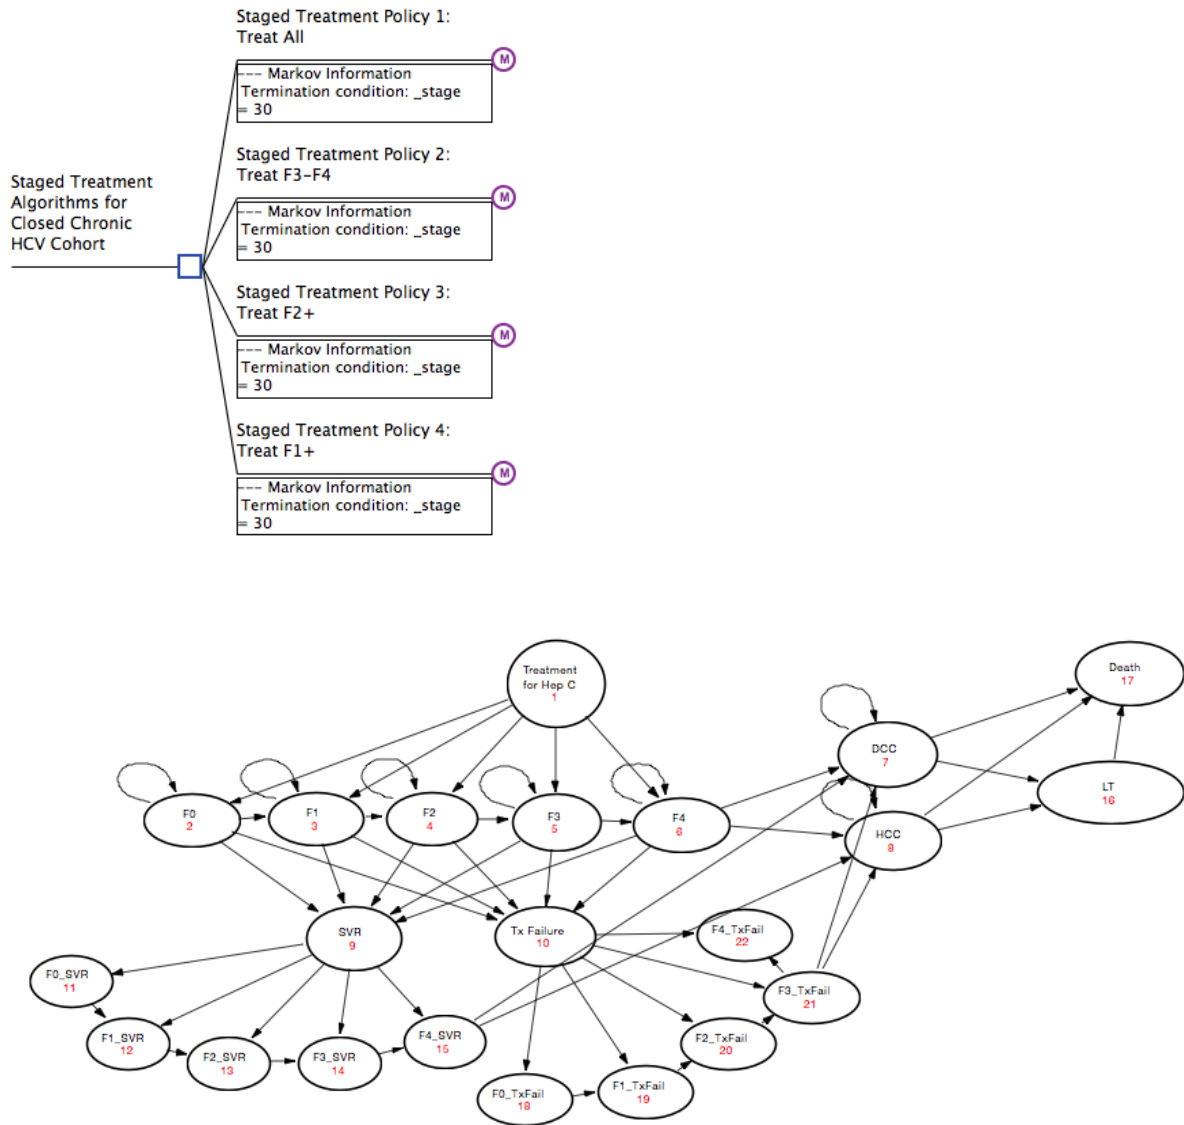 Staged Treatment Policy 1:
Treat All
M
--- Markov Information
Termination condition: _stage
= 30
Staged Treatment Policy 2:
Treat F3-F4
M
--- Markov Information
Termination condition: _stage
= 30
Staged Treatment
Algorithms for
Closed Chronic
HCV Cohort
Staged Treatment Policy 3:
Treat F2+
M
--- Markov Information
Termination condition: _stage
= 30
Staged Treatment Policy 4:
Treat F1+
M
--- Markov Information
Termination condition: _stage
= 30
Treatment
for Hep C
1
Death
17
DCC
7
LT
16
F0
2
F1
3
F2
4
F3
5
F4
6
HCC
8
SVR
9
Tx Failure
10
F4_TxFail
22
F0_SVR
11
F3_TxFail
21
F1_SVR
12
F2_SVR
13
F3_SVR
14
F4_SVR
15
F2_TxFail
20
F0_TxFail
18
F1_TxFail
19